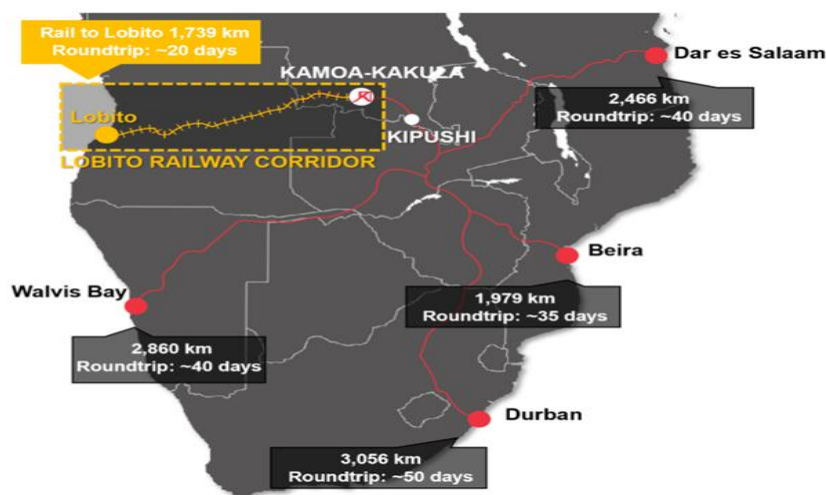 Rail to Lobito 1,739 km
Roundtrip: ~20 days
Dar es Salaam
KAMOA-KAKULA
2,466 km
Roundtrip: ~40 days
Lobito
KIPUSHI
LOBITO RAILWAY CORRIDOR
Beira
Walvis Bay
1,979 km
Roundtrip: ~35 days
2,860 km
Roundtrip: ~40 days
Durban
3,056 km
Roundtrip: ~50 days